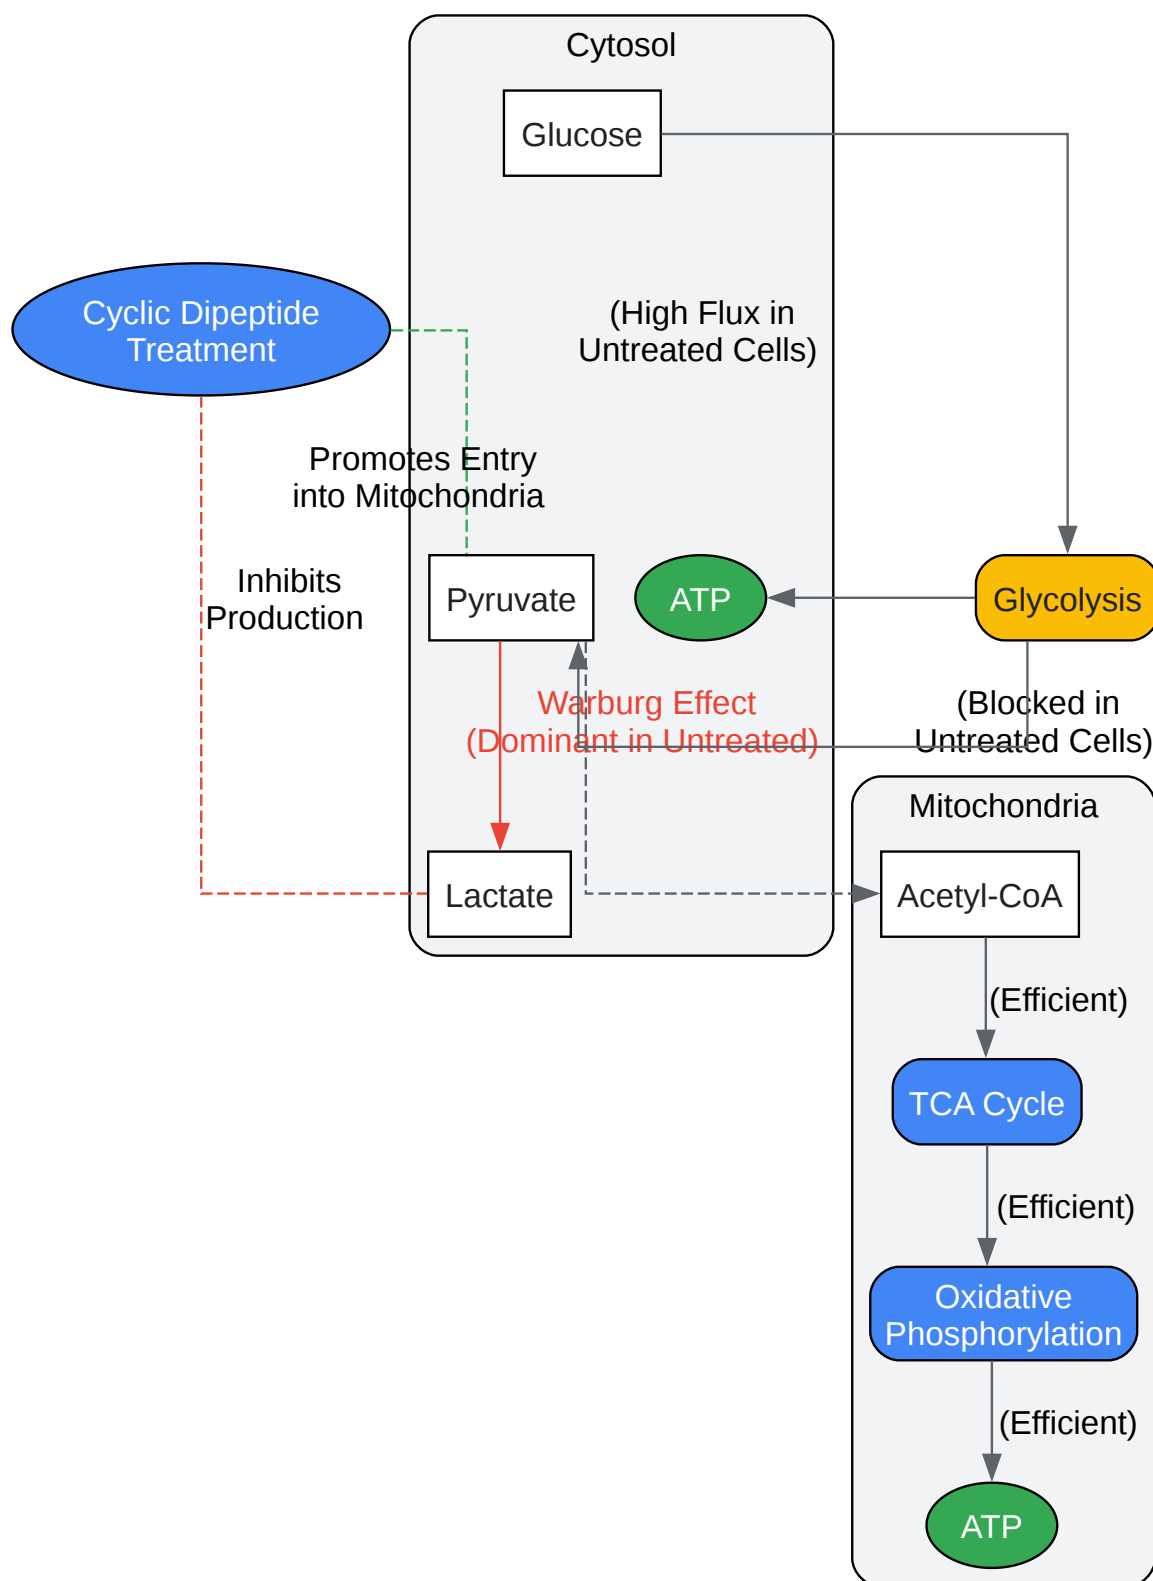 Cytosol
Glucose
Cyclic Dipeptide
Treatment
(High Flux in
Untreated Cells)
Promotes Entry
into Mitochondria
Inhibits
Production
Pyruvate
ATP
Glycolysis
Warburg Effect
(Dominant in Untreated)
(Blocked in
Untreated Cells)
Mitochondria
Lactate
Acetyl-CoA
(Efficient)
TCA Cycle
(Efficient)
Oxidative
Phosphorylation
(Efficient)
ATP